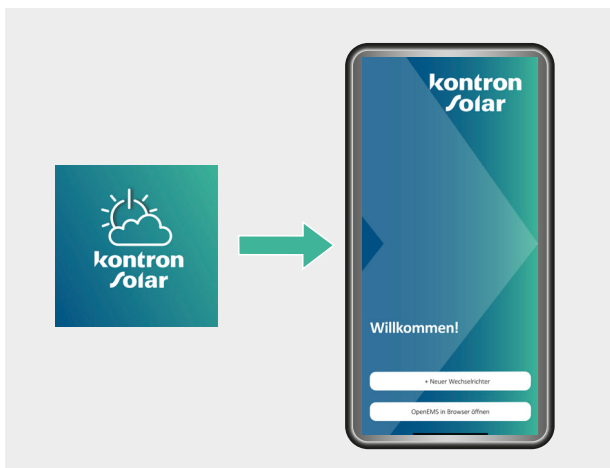 kontron
Solar
kontron
Solar
Willkommen!
+ Neuer Wechselrichter
OpenEMS in Browser öffnen